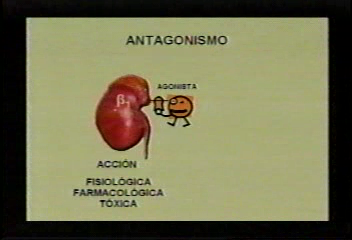 ANTAGONISMO
AGONISTA
β1
ACCIÓN
FISIOLÓGICA
FARMACOLÓGICA
TÓXICA